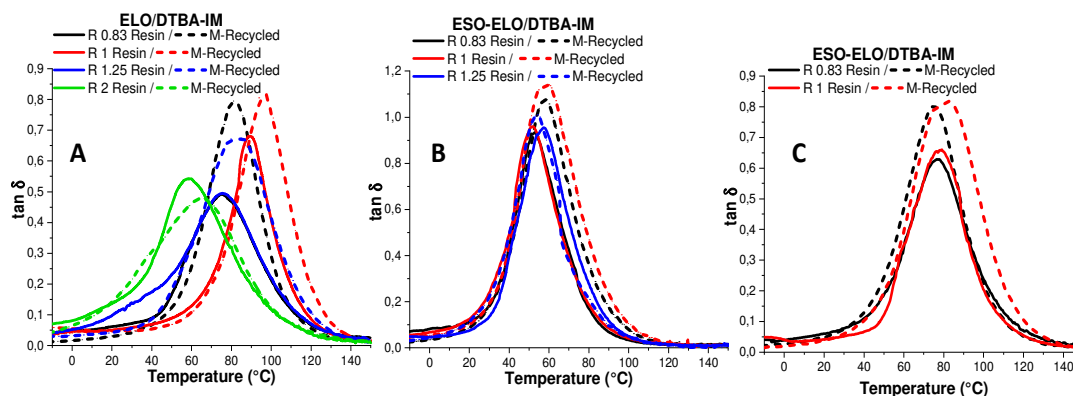 ELO/DTBA-IM
R 0.83 Resin / M-Recycled
R 1 Resin / M-Recycled
R 1.25 Resin / M-Recycled
R 2 Resin / M-Recycled
A
tan δ
0,8
0,7
0,6
0,5
0,4
0,3
0,2
0,1
0,0
0 20 40 60 80 100 120 140
Temperature (°C)
ESO-ELO/DTBA-IM
R 0.83 Resin / M-Recycled
R 1 Resin / M-Recycled
R 1.25 Resin / M-Recycled
B
tan δ
1,2
1,0
0,8
0,6
0,4
0,2
0,0
0 20 40 60 80 100 120 140
Temperature (°C)
ESO-ELO/DTBA-IM
R 0.83 Resin / M-Recycled
R 1 Resin / M-Recycled
C
tan δ
0,9
0,8
0,7
0,6
0,5
0,4
0,3
0,2
0,1
0,0
0 20 40 60 80 100 120 140
Temperature (°C)